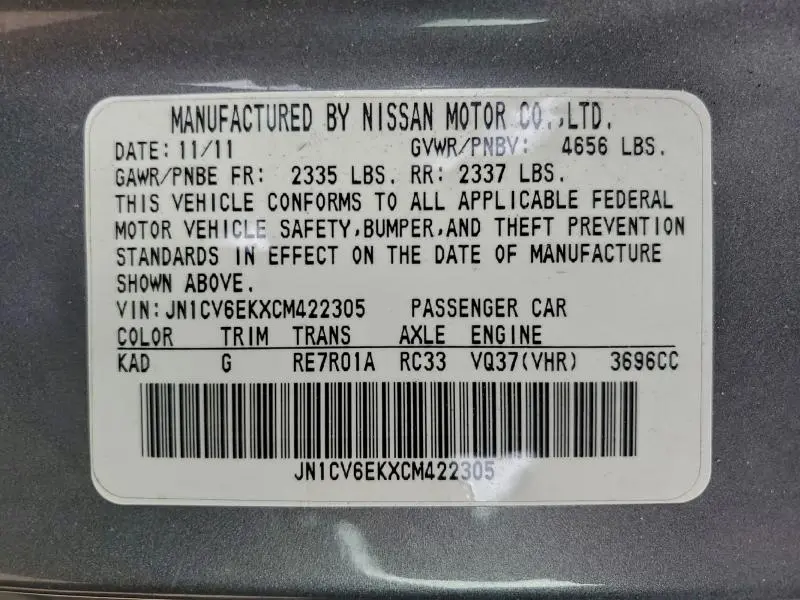 MANUFACTURED BY NISSAN MOTOR CO.,LTD.
DATE: 11/11 GVWR/PNBV: 4656 LBS.
GAWR/PNBE FR: 2335 LBS. RR: 2337 LBS.
THIS VEHICLE CONFORMS TO ALL APPLICABLE FEDERAL
MOTOR VEHICLE SAFETY,BUMPER,AND THEFT PREVENTION
STANDARDS IN EFFECT ON THE DATE OF MANUFACTURE
SHOWN ABOVE.
VIN:JN1CV6EKXCM422305 PASSENGER CAR
COLOR TRIM TRANS AXLE ENGINE
KAD G RE7R01A RC33 VQ37(VHR) 3696CC
JN1CV6EKXCM422305